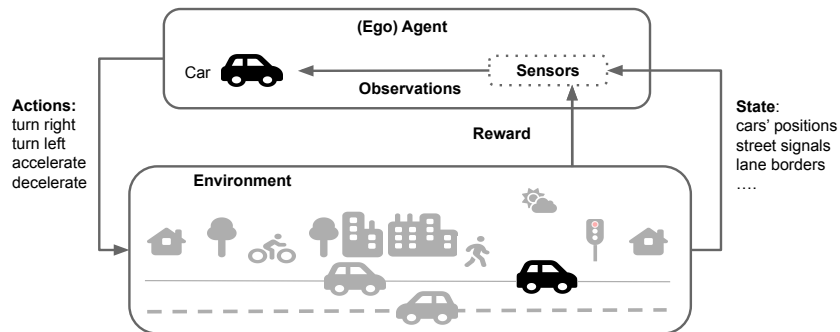 (Ego) Agent
Car
Sensors
Observations
Actions:
turn right
turn left
accelerate
decelerate
Reward
State:
cars' positions
street signals
lane borders
….
Environment